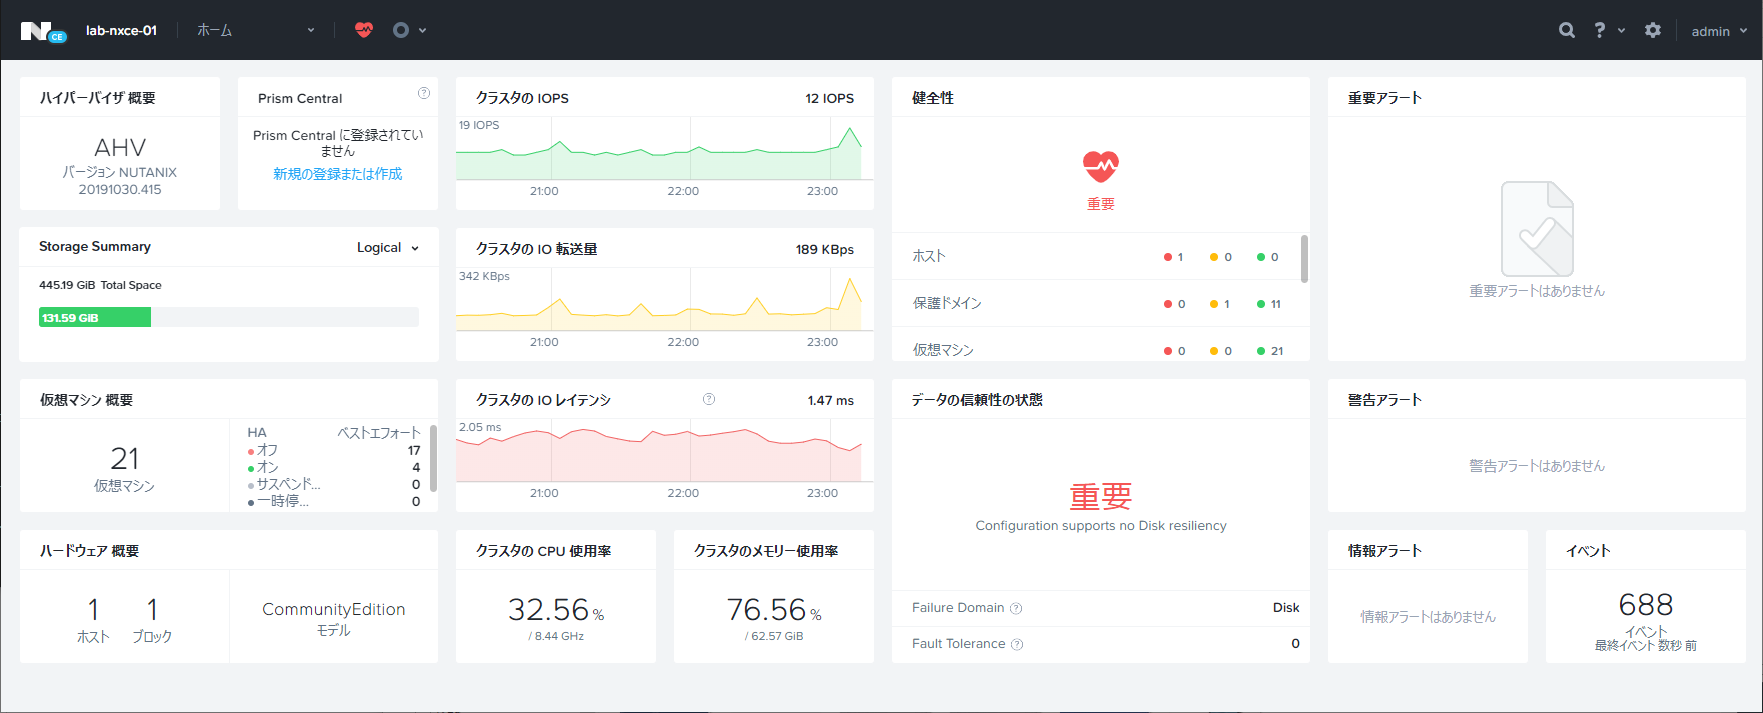 N CE lab-nxce-01 ホーム ? admin
ハイパーバイザ 概要
AHV
バージョン NUTANIX
20191030.415
Prism Central ?
Prism Central に登録されてい
ません
新規の登録または作成
Storage Summary Logical
445.19 GiB Total Space
131.59 GiB
仮想マシン 概要
21
仮想マシン
HA ベストエフォート
オフ 17
オン 4
サスペンド... 0
一時停... 0
ハードウェア 概要
1
ホスト
1
ブロック
CommunityEdition
モデル
クラスタの IOPS 12 IOPS
19 IOPS
21:00 22:00 23:00
クラスタの IO 転送量 189 KBps
342 KBps
21:00 22:00 23:00
クラスタの IO レイテンシ ? 1.47 ms
2.05 ms
21:00 22:00 23:00
クラスタの CPU 使用率
32.56 %
/ 8.44 GHz
クラスタのメモリー使用率
76.56 %
/ 62.57 GiB
健全性
重要
ホスト 1 0 0
保護ドメイン 0 1 11
仮想マシン 0 0 21
データの信頼性の状態
重要
Configuration supports no Disk resiliency
Failure Domain ? Disk
Fault Tolerance ? 0
重要アラート
重要アラートはありません
警告アラート
警告アラートはありません
情報アラート
情報アラートはありません
イベント
688
イベント
最終イベント 数秒 前